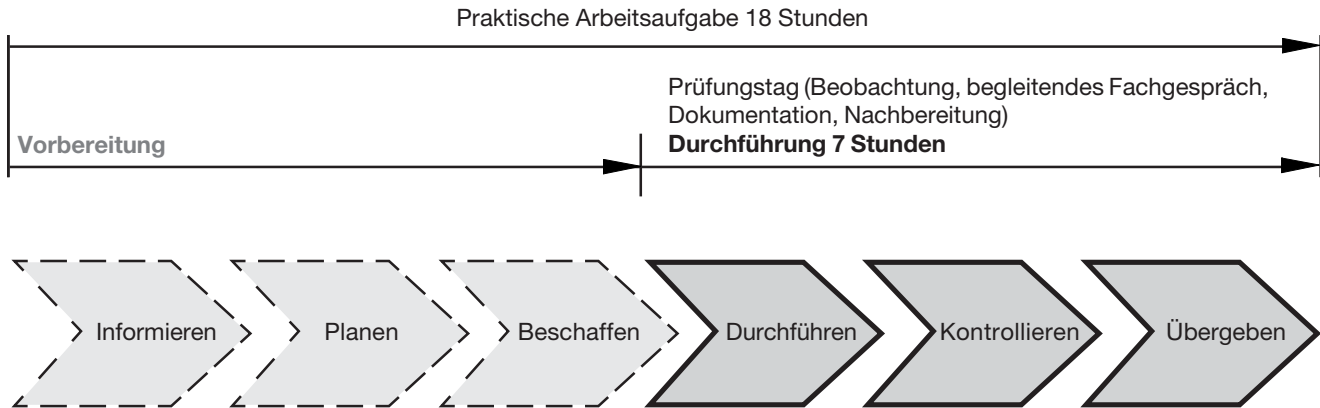 Praktische Arbeitsaufgabe 18 Stunden
Prüfungstag (Beobachtung, begleitendes Fachgespräch,
Dokumentation, Nachbereitung)
Vorbereitung
Durchführung 7 Stunden
Informieren
Planen
Beschaffen
Durchführen
Kontrollieren
Übergeben